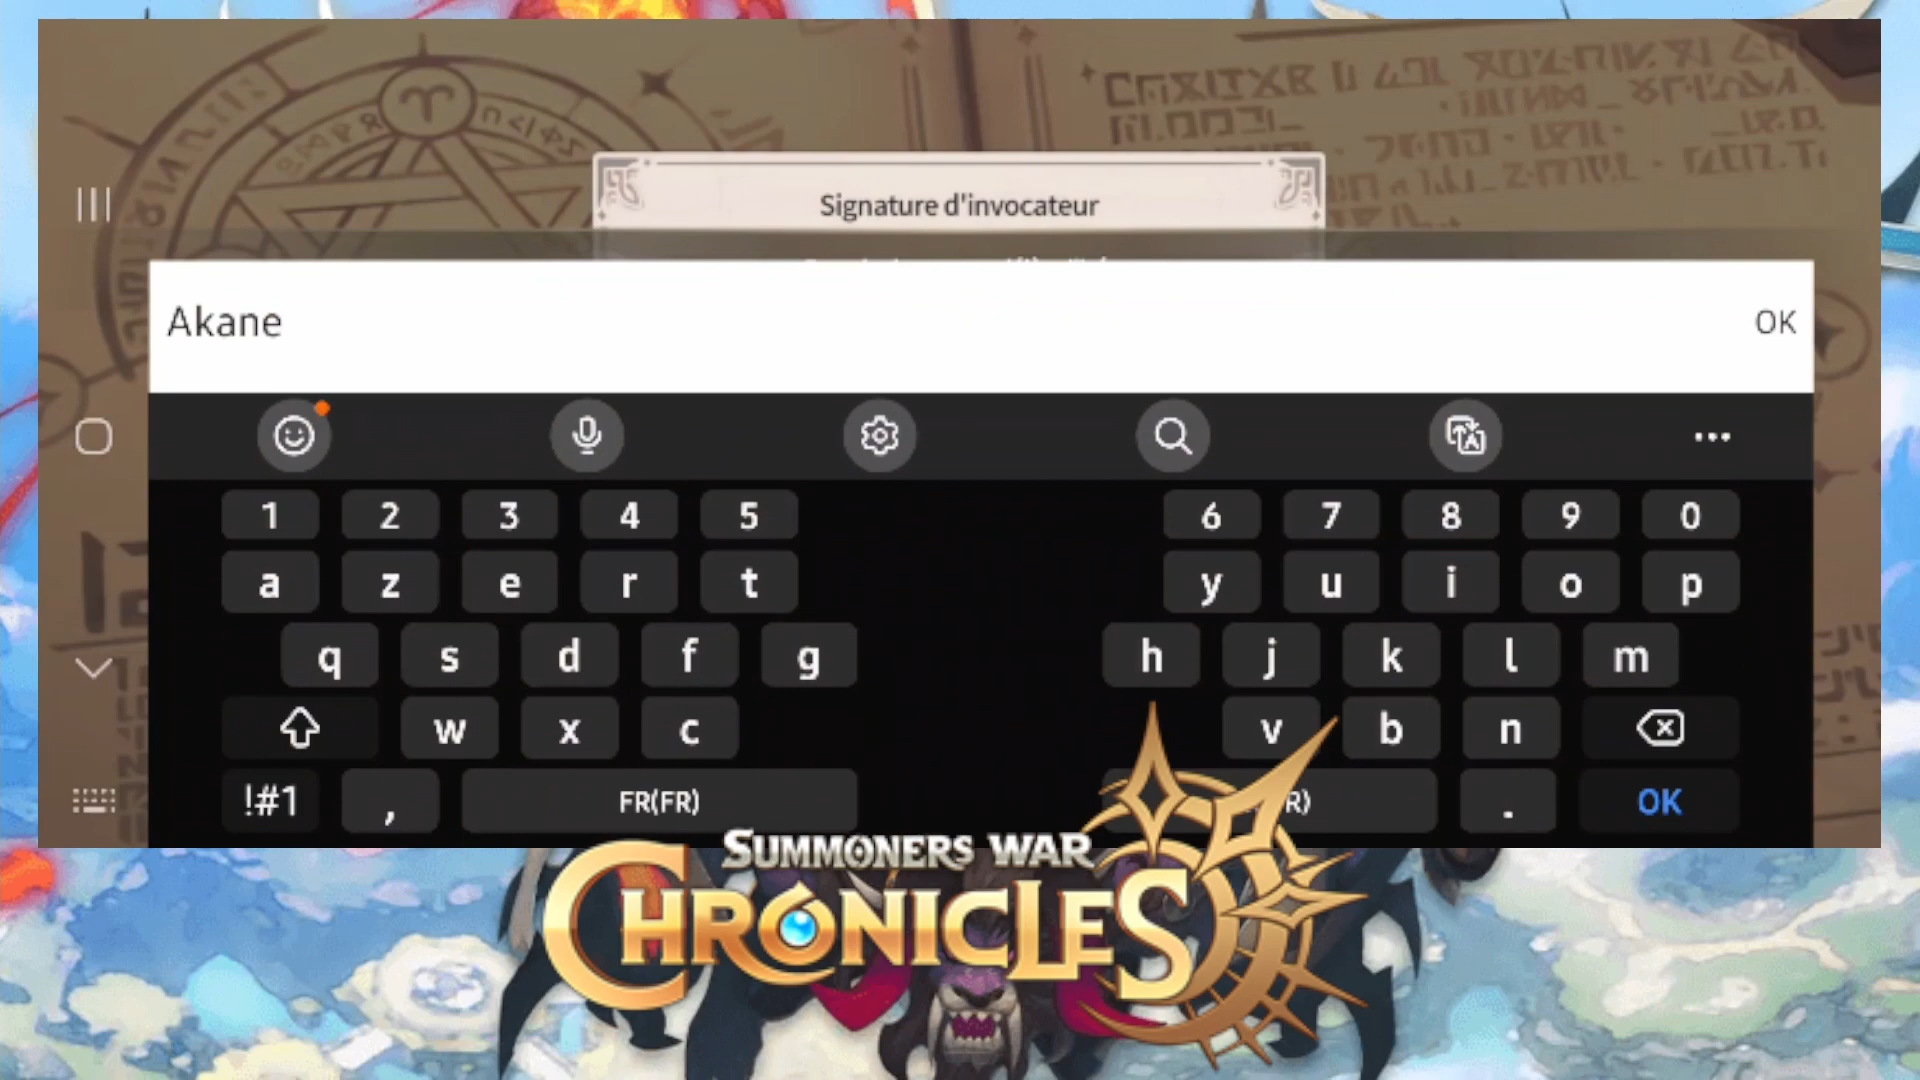 Signature d'invocateur
Akane
OK
1 2 3 4 5 6 7 8 9 0
a z e r t y u i o p
q s d f g h j k l m
w x c v b n
!#1 , FR(FR) R) . OK
SUMMONERS WAR
CHRONICLES